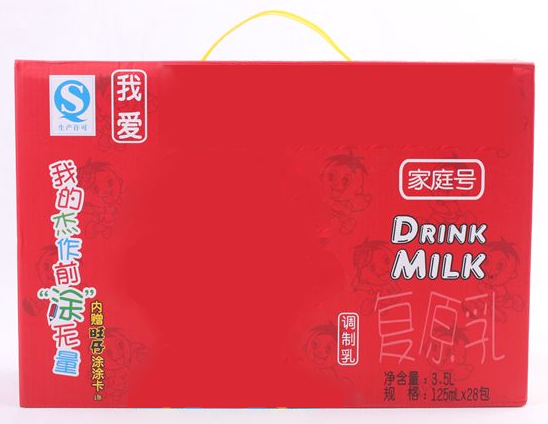 生产许可
我爱
我的杰作前
“涂”无量
内赠旺仔涂涂卡
家庭号
DRINK
MILK
调制乳
复原乳
净含量：3.5L
规 格：125mLx28包